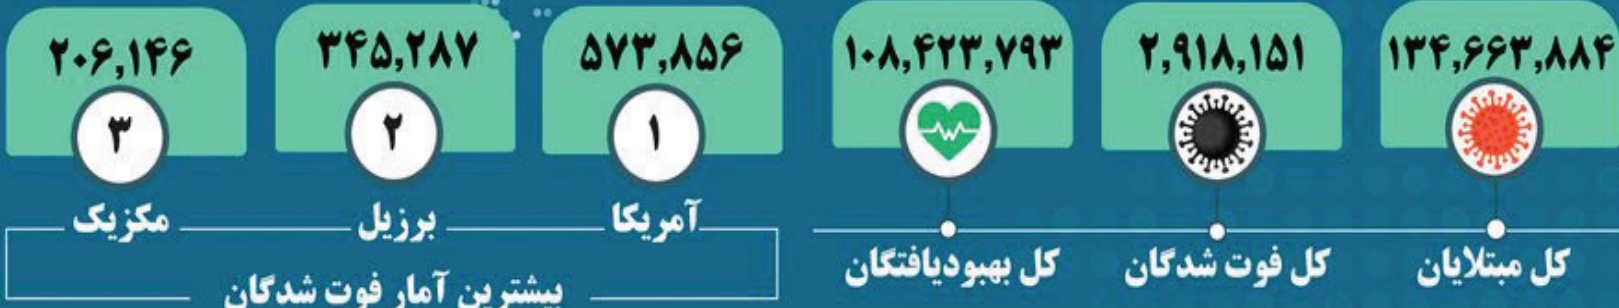 ۱۳۴,۶۶۳,۸۸۴
کل مبتلایان
۲,۹۱۸,۱۵۱
کل فوت شدگان
۱۰۸,۴۲۳,۷۹۳
کل بهبودیافتگان
۵۷۳,۸۵۶
۱
آمریکا
۳۴۵,۲۸۷
۲
برزیل
۲۰۶,۱۴۶
۳
مکزیک
بیشترین آمار فوت شدگان